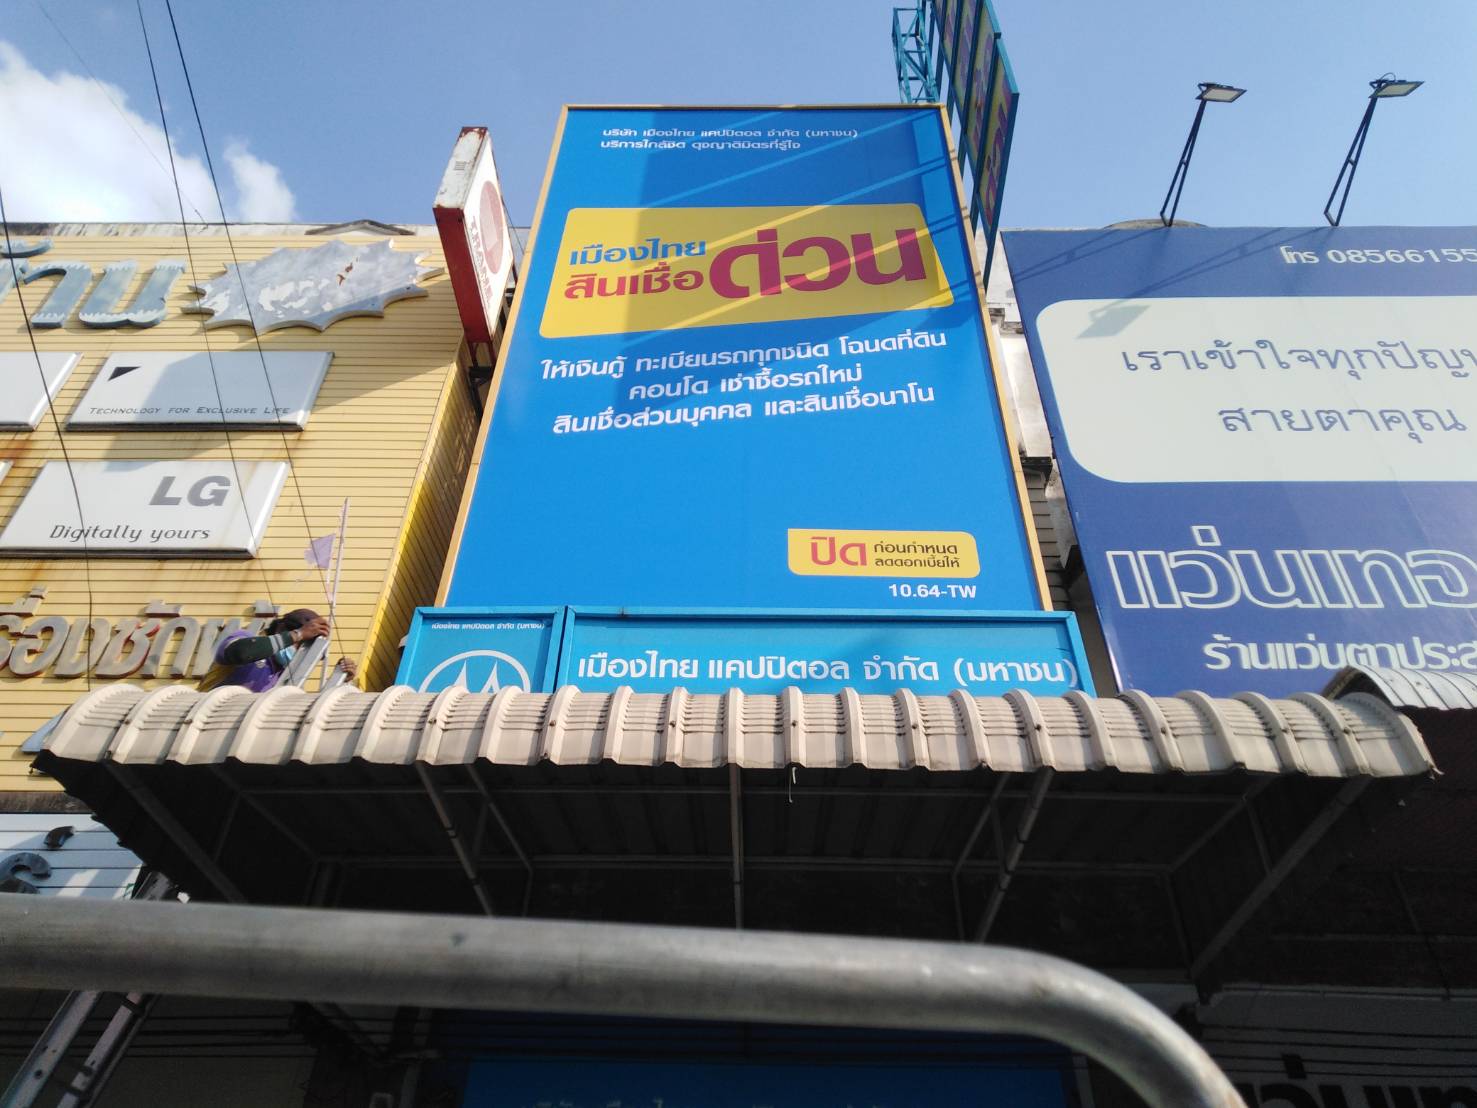 บริษัท เมืองไทย แคปปิตอล จำกัด (มหาชน)
บริการใกล้ชิด ดุจญาติมิตรที่รู้ใจ
เมืองไทย
สินเชื่อ ด่วน
ให้เงินกู้ ทะเบียนรถทุกชนิด โฉนดที่ดิน
คอนโด เช่าซื้อรถใหม่
สินเชื่อส่วนบุคคล และสินเชื่อนาโน
ปิด ก่อนกำหนด
ลดดอกเบี้ยให้
10.64-TW
เมืองไทย แคปปิตอล จำกัด (มหาชน)
เมืองไทย แคปปิตอล จำกัด (มหาชน)
TECHNOLOGY FOR EXCLUSIVE LIFE
LG
Digitally yours
โทร 08566155
เราเข้าใจทุกปัญ
สายตาคุณ
แว่นเทอ
ร้านแว่นตาประส